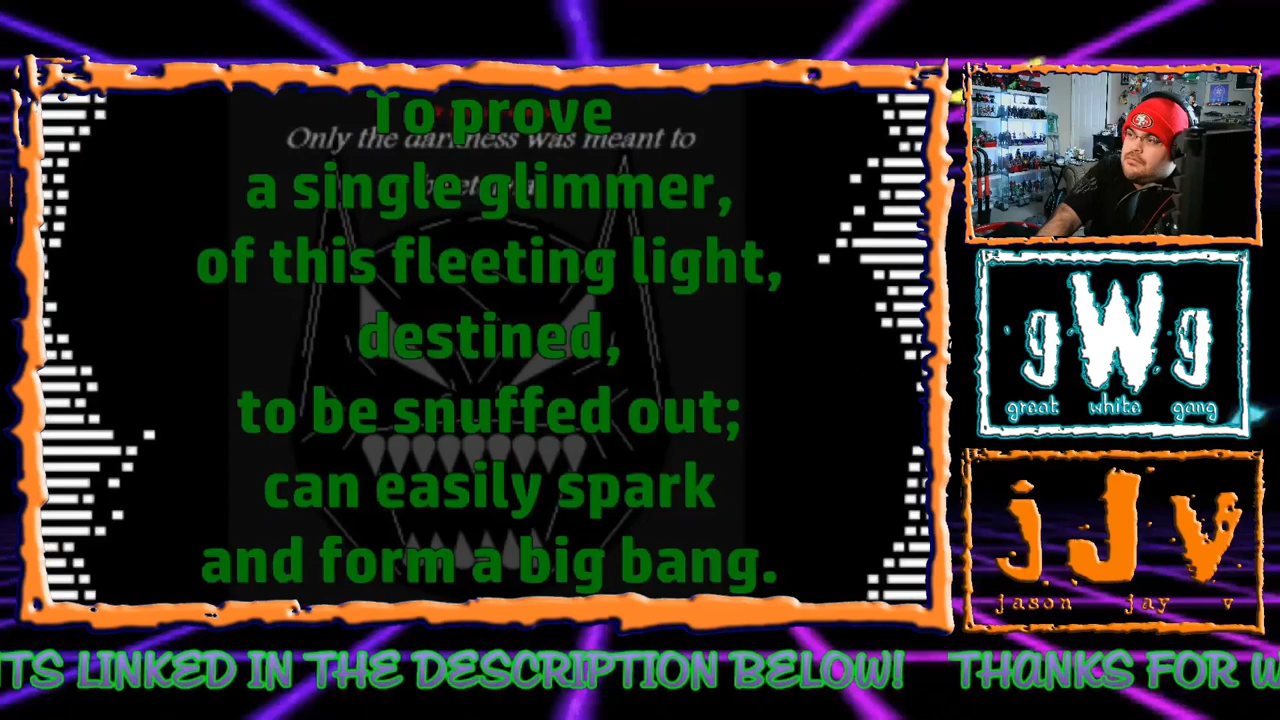 To prove
Only the darkness was meant to
a single glimmer,
of this fleeting light,
destined,
to be snuffed out;
can easily spark
and form a big bang.
gWg
great white gang
jJv
jason jay v
TS LINKED IN THE DESCRIPTION BELOW! THANKS FOR W